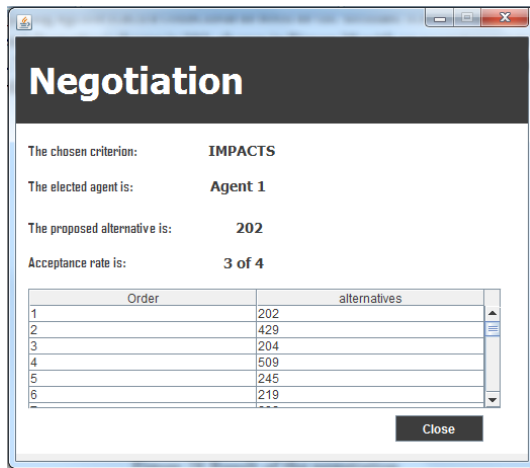 Negotiation
The chosen criterion: IMPACTS
The elected agent is: Agent 1
The proposed alternative is: 202
Acceptance rate is: 3 of 4
Order alternatives
1 202
2 429
3 204
4 509
5 245
6 219
Close